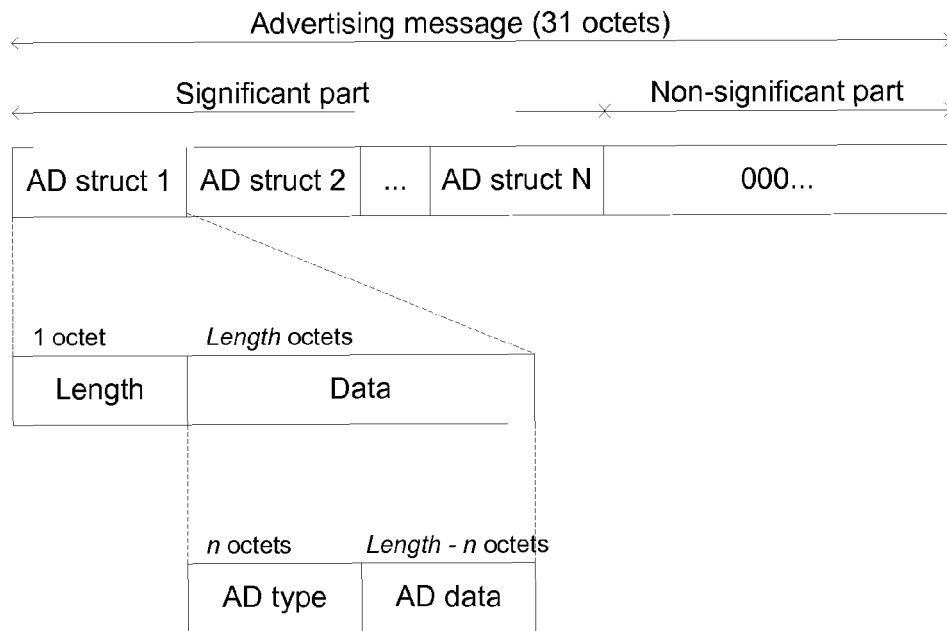 Advertising message (31 octets)
Significant part
Non-significant part
AD struct 1
AD struct 2
...
AD struct N
000...
1 octet
Length octets
Length
Data
n octets
Length - n octets
AD type
AD data